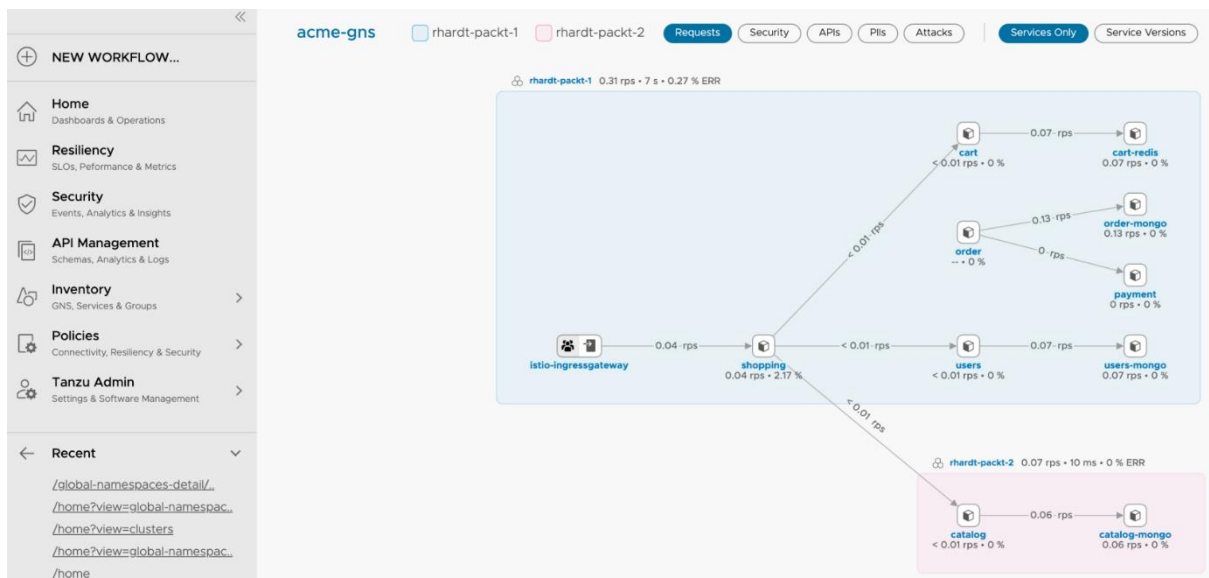 NEW WORKFLOW...
Home
Dashboards & Operations
Resiliency
SLOs, Peformance & Metrics
Security
Events, Analytics & Insights
API Management
Schemas, Analytics & Logs
Inventory
GNS, Services & Groups
Policies
Connectivity, Resiliency & Security
Tanzu Admin
Settings & Software Management
Recent
/global-namespaces-detail/..
/home?view=global-namespac..
/home?view=clusters
/home?view=global-namespac..
/home
acme-gns rhardt-packt-1 rhardt-packt-2 Requests Security APIs PIIs Attacks Services Only Service Versions
rhardt-packt-1 0.31 rps • 7 s • 0.27 % ERR
0.07 rps
cart
< 0.01 rps • 0 %
cart-redis
0.07 rps • 0 %
< 0.01 rps
0.13 rps
order-mongo
0.13 rps • 0 %
order
-- • 0 %
0 rps
payment
0 rps • 0 %
istio-ingressgateway
0.04 rps
shopping
0.04 rps • 2.17 %
< 0.01 rps
users
< 0.01 rps • 0 %
0.07 rps
users-mongo
0.07 rps • 0 %
< 0.01 rps
rhardt-packt-2 0.07 rps • 10 ms • 0 % ERR
catalog
< 0.01 rps • 0 %
0.06 rps
catalog-mongo
0.06 rps • 0 %